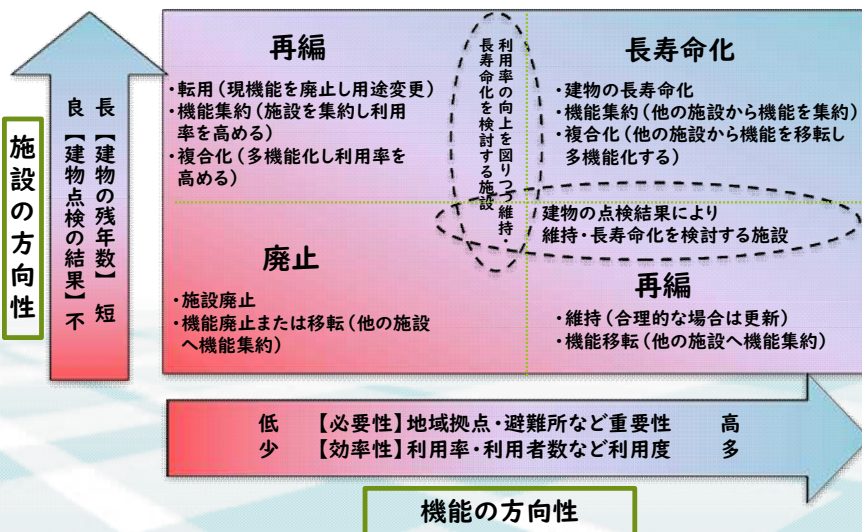 施設の方向性
長【建物の残年数】短
良【建物点検の結果】不
再編
・転用(現機能を廃止し用途変更)
・機能集約(施設を集約し利用
率を高める)
・複合化(多機能化し利用率を
高める)
利用率の向上を図りつつ維持・
長寿命化を検討する施設
長寿命化
・建物の長寿命化
・機能集約(他の施設から機能を集約)
・複合化(他の施設から機能を移転し
多機能化する)
建物の点検結果により
維持・長寿命化を検討する施設
廃止
・施設廃止
・機能廃止または移転(他の施設
へ機能集約)
再編
・維持(合理的な場合は更新)
・機能移転(他の施設へ機能集約)
低 【必要性】地域拠点・避難所など重要性 高
少 【効率性】利用率・利用者数など利用度 多
機能の方向性